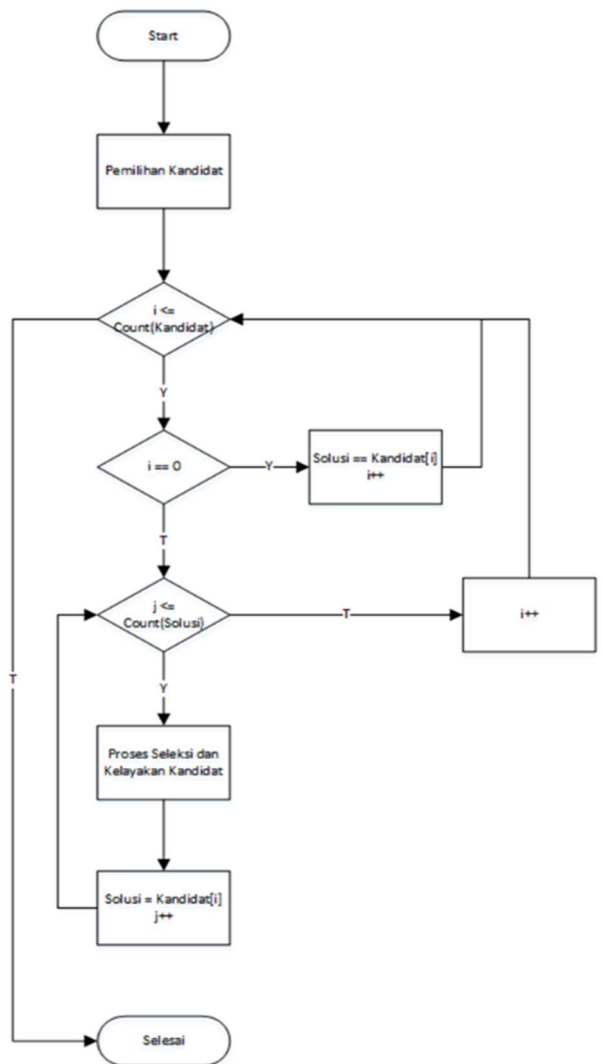 Start
Pemilihan Kandidat
i <=
Count(Kandidat)
Y
i == 0
Y
Solusi == Kandidat[i]
i++
T
j <=
Count(Solusi)
T
i++
T
Y
Proses Seleksi dan
Kelayakan Kandidat
Solusi = Kandidat[i]
j++
Selesai